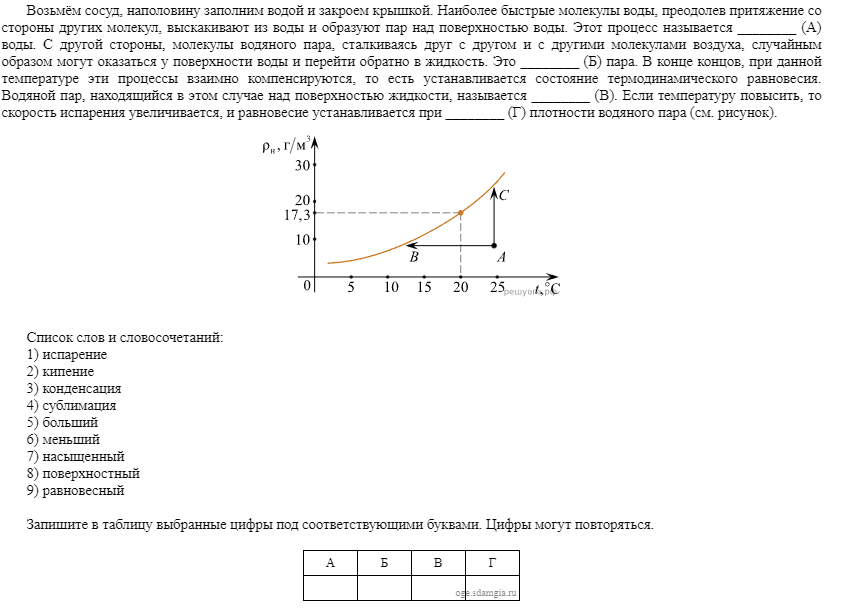 Возьмём сосуд, наполовину заполним водой и закроем крышкой. Наиболее быстрые молекулы воды, преодолев притяжение со
стороны других молекул, выскакивают из воды и образуют пар над поверхностью воды. Этот процесс называется ________ (А)
воды. С другой стороны, молекулы водяного пара, сталкиваясь друг с другом и с другими молекулами воздуха, случайным
образом могут оказаться у поверхности воды и перейти обратно в жидкость. Это ________ (Б) пара. В конце концов, при данной
температуре эти процессы взаимно компенсируются, то есть устанавливается состояние термодинамического равновесия.
Водяной пар, находящийся в этом случае над поверхностью жидкости, называется ________ (В). Если температуру повысить, то
скорость испарения увеличивается, и равновесие устанавливается при ________ (Г) плотности водяного пара (см. рисунок).
ρн, г/м³
30
20
17,3
10
C
B
A
0 5 10 15 20 25 t, °C
решуогэ.рф
Список слов и словосочетаний:
1) испарение
2) кипение
3) конденсация
4) сублимация
5) больший
6) меньший
7) насыщенный
8) поверхностный
9) равновесный
Запишите в таблицу выбранные цифры под соответствующими буквами. Цифры могут повторяться.
А Б В Г
oge.sdamgia.ru